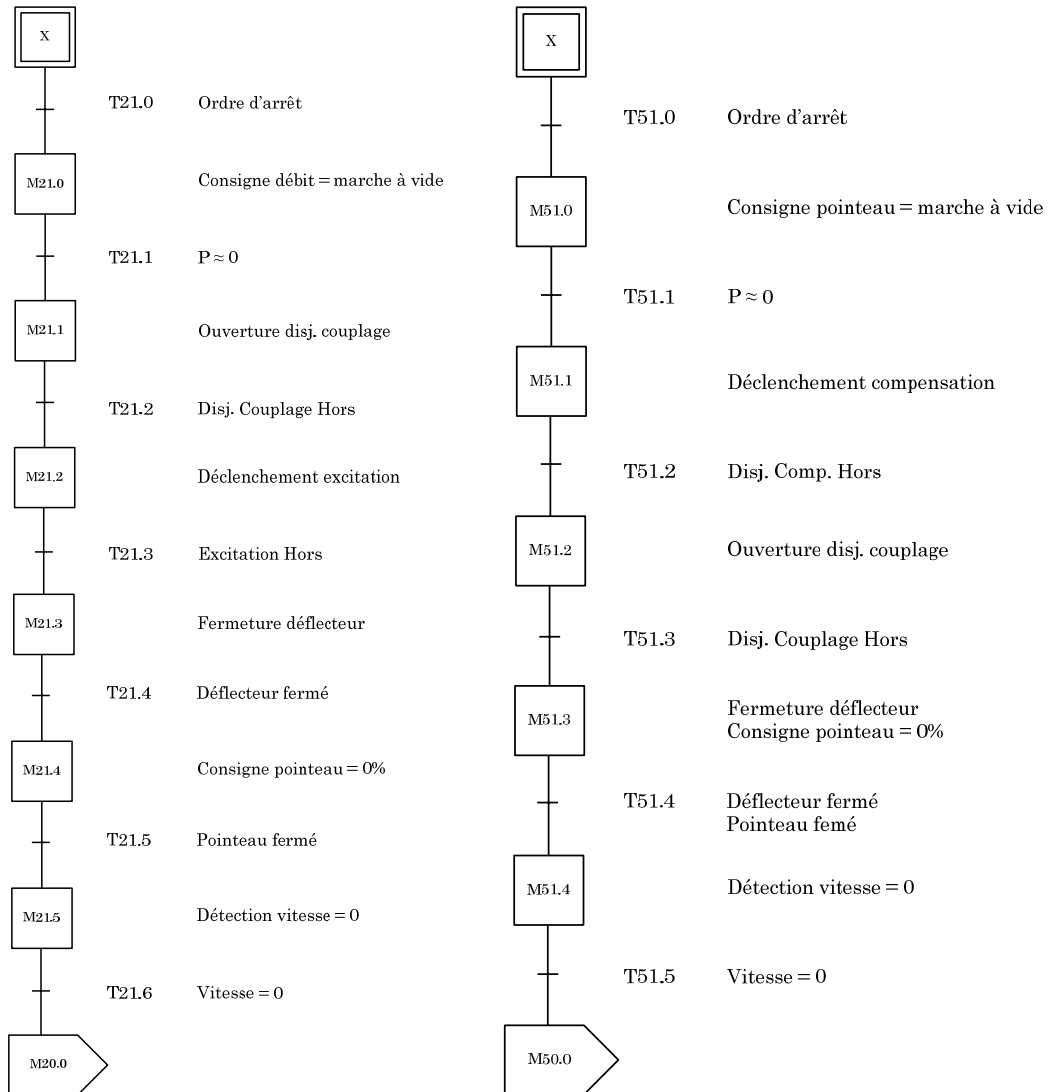 X
T21.0 Ordre d'arrêt
M21.0 Consigne débit = marche à vide
T21.1 P ≈ 0
M21.1 Ouverture disj. couplage
T21.2 Disj. Couplage Hors
M21.2 Déclenchement excitation
T21.3 Excitation Hors
M21.3 Fermeture déflecteur
T21.4 Déflecteur fermé
M21.4 Consigne pointeau = 0%
T21.5 Pointeau fermé
M21.5 Détection vitesse = 0
T21.6 Vitesse = 0
M20.0
X
T51.0 Ordre d'arrêt
M51.0 Consigne pointeau = marche à vide
T51.1 P ≈ 0
M51.1 Déclenchement compensation
T51.2 Disj. Comp. Hors
M51.2 Ouverture disj. couplage
T51.3 Disj. Couplage Hors
M51.3 Fermeture déflecteur
Consigne pointeau = 0%
T51.4 Déflecteur fermé
Pointeau femé
M51.4 Détection vitesse = 0
T51.5 Vitesse = 0
M50.0